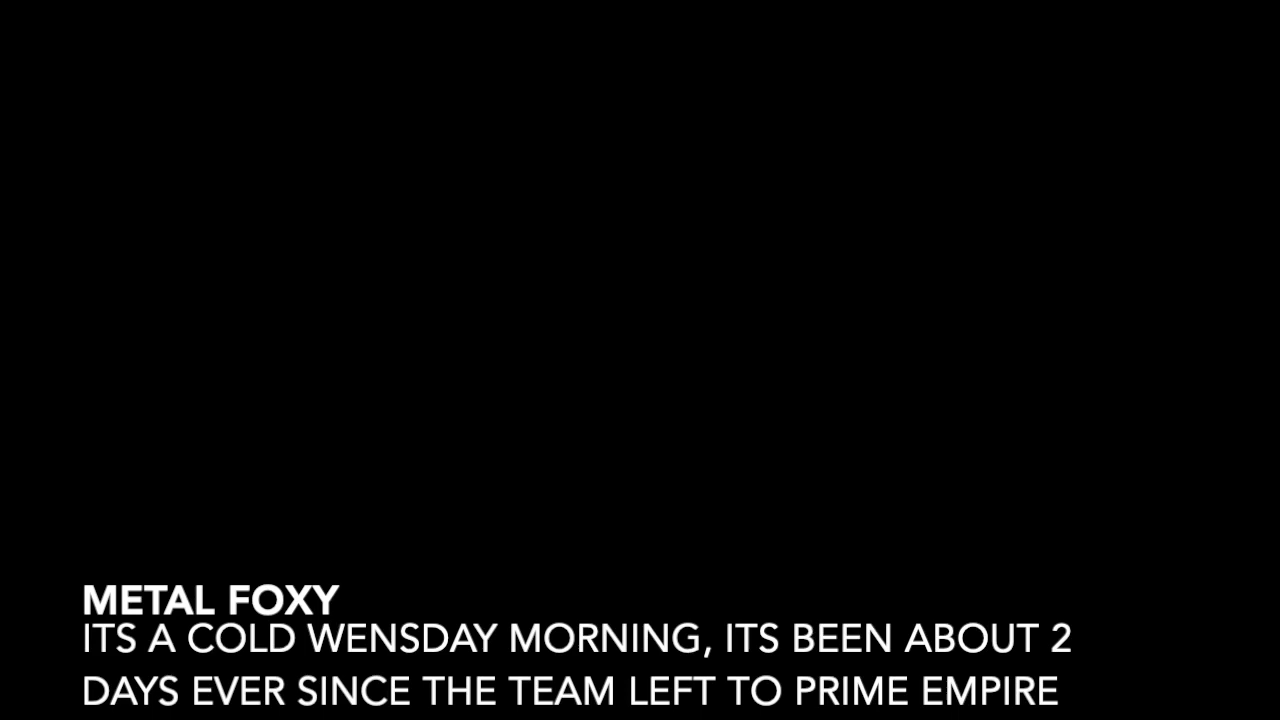 METAL FOXY
ITS A COLD WENSDAY MORNING, ITS BEEN ABOUT 2
DAYS EVER SINCE THE TEAM LEFT TO PRIME EMPIRE